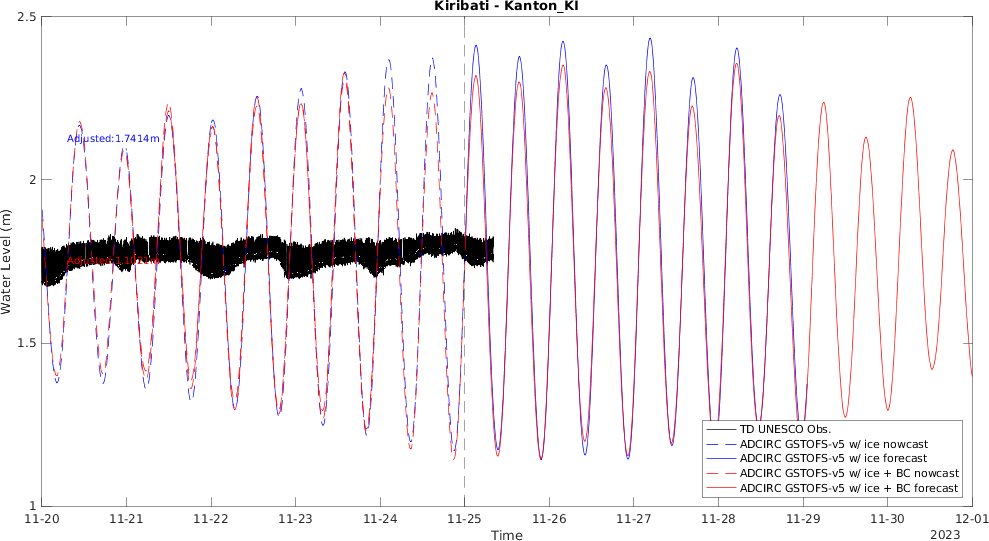 Kiribati - Kanton_KI
Water Level (m)
2.5
2
1.5
1
Adjusted:1.7414m
11-20
11-21
11-22
11-23
11-24
11-25
11-26
11-27
11-28
11-29
11-30
12-01
Time
2023
TD UNESCO Obs.
ADCIRC GSTOFS-v5 w/ ice nowcast
ADCIRC GSTOFS-v5 w/ ice forecast
ADCIRC GSTOFS-v5 w/ ice + BC nowcast
ADCIRC GSTOFS-v5 w/ ice + BC forecast